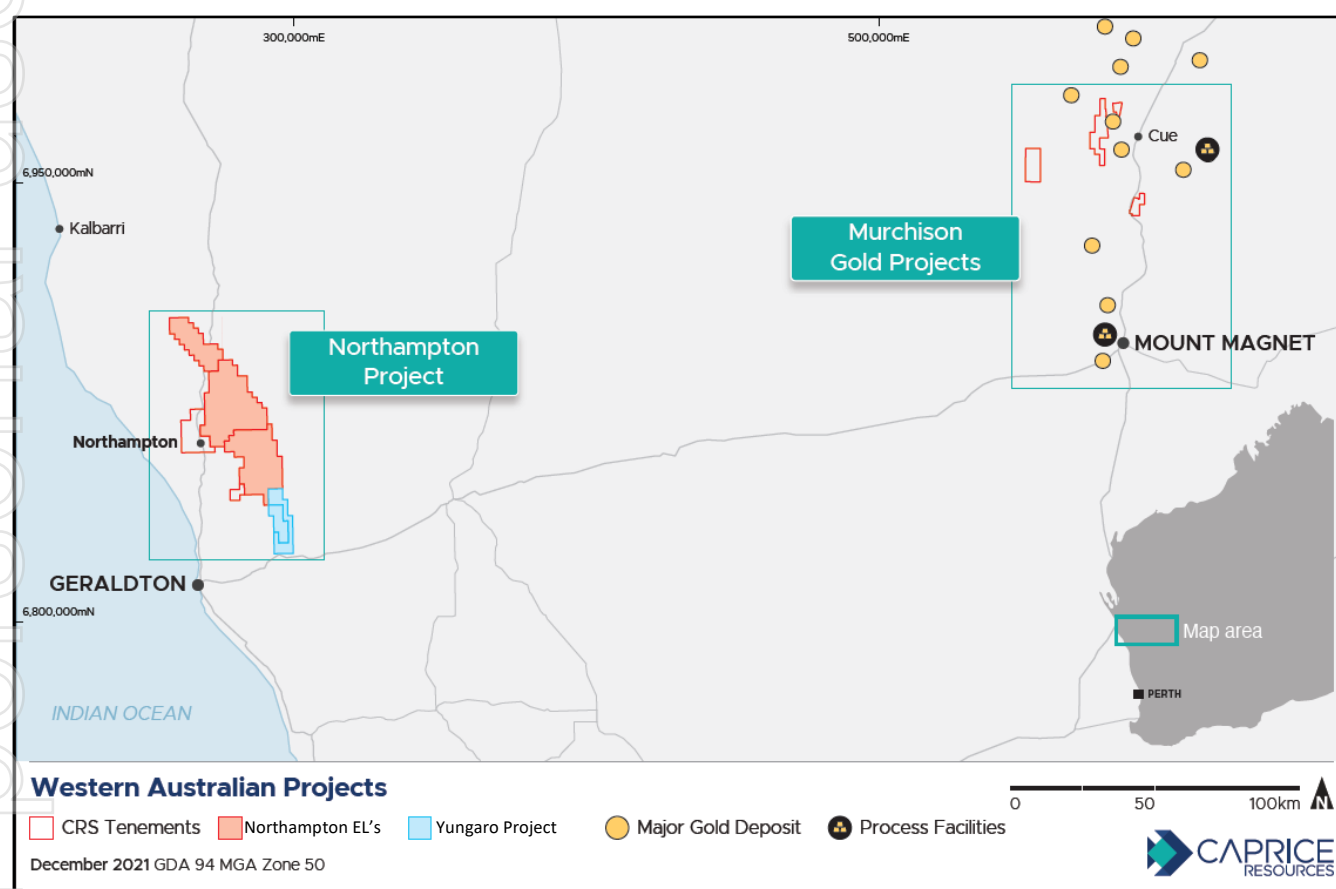 300,000mE
500,000mE
Cue
6,950,000mN
Kalbarri
Murchison
Gold Projects
Northampton
Project
MOUNT MAGNET
Northampton
GERALDTON
6,800,000mN
Map area
PERTH
INDIAN OCEAN
Western Australian Projects
0 50 100km N
CRS Tenements Northampton EL's Yungaro Project Major Gold Deposit Process Facilities
December 2021 GDA 94 MGA Zone 50
CAPRICE
RESOURCES